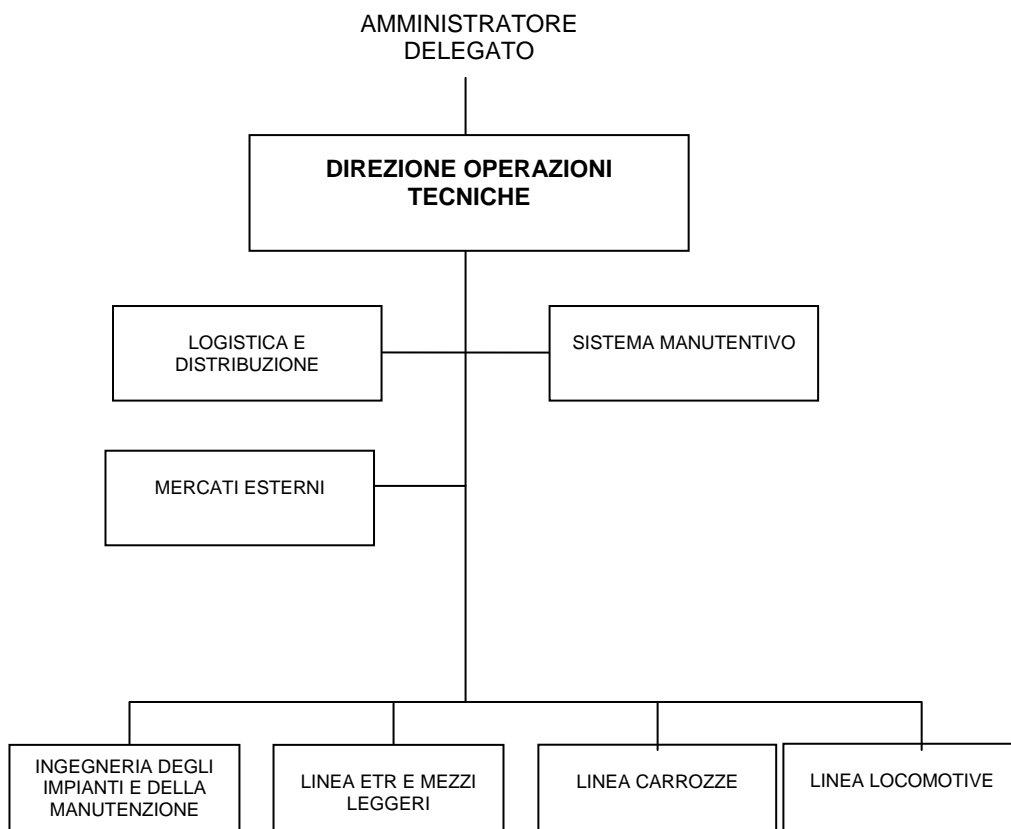 AMMINISTRATORE
DELEGATO
DIREZIONE OPERAZIONI
TECNICHE
LOGISTICA E
DISTRIBUZIONE
SISTEMA MANUTENTIVO
MERCATI ESTERNI
INGEGNERIA DEGLI
IMPIANTI E DELLA
MANUTENZIONE
LINEA ETR E MEZZI
LEGGERI
LINEA CARROZZE
LINEA LOCOMOTIVE